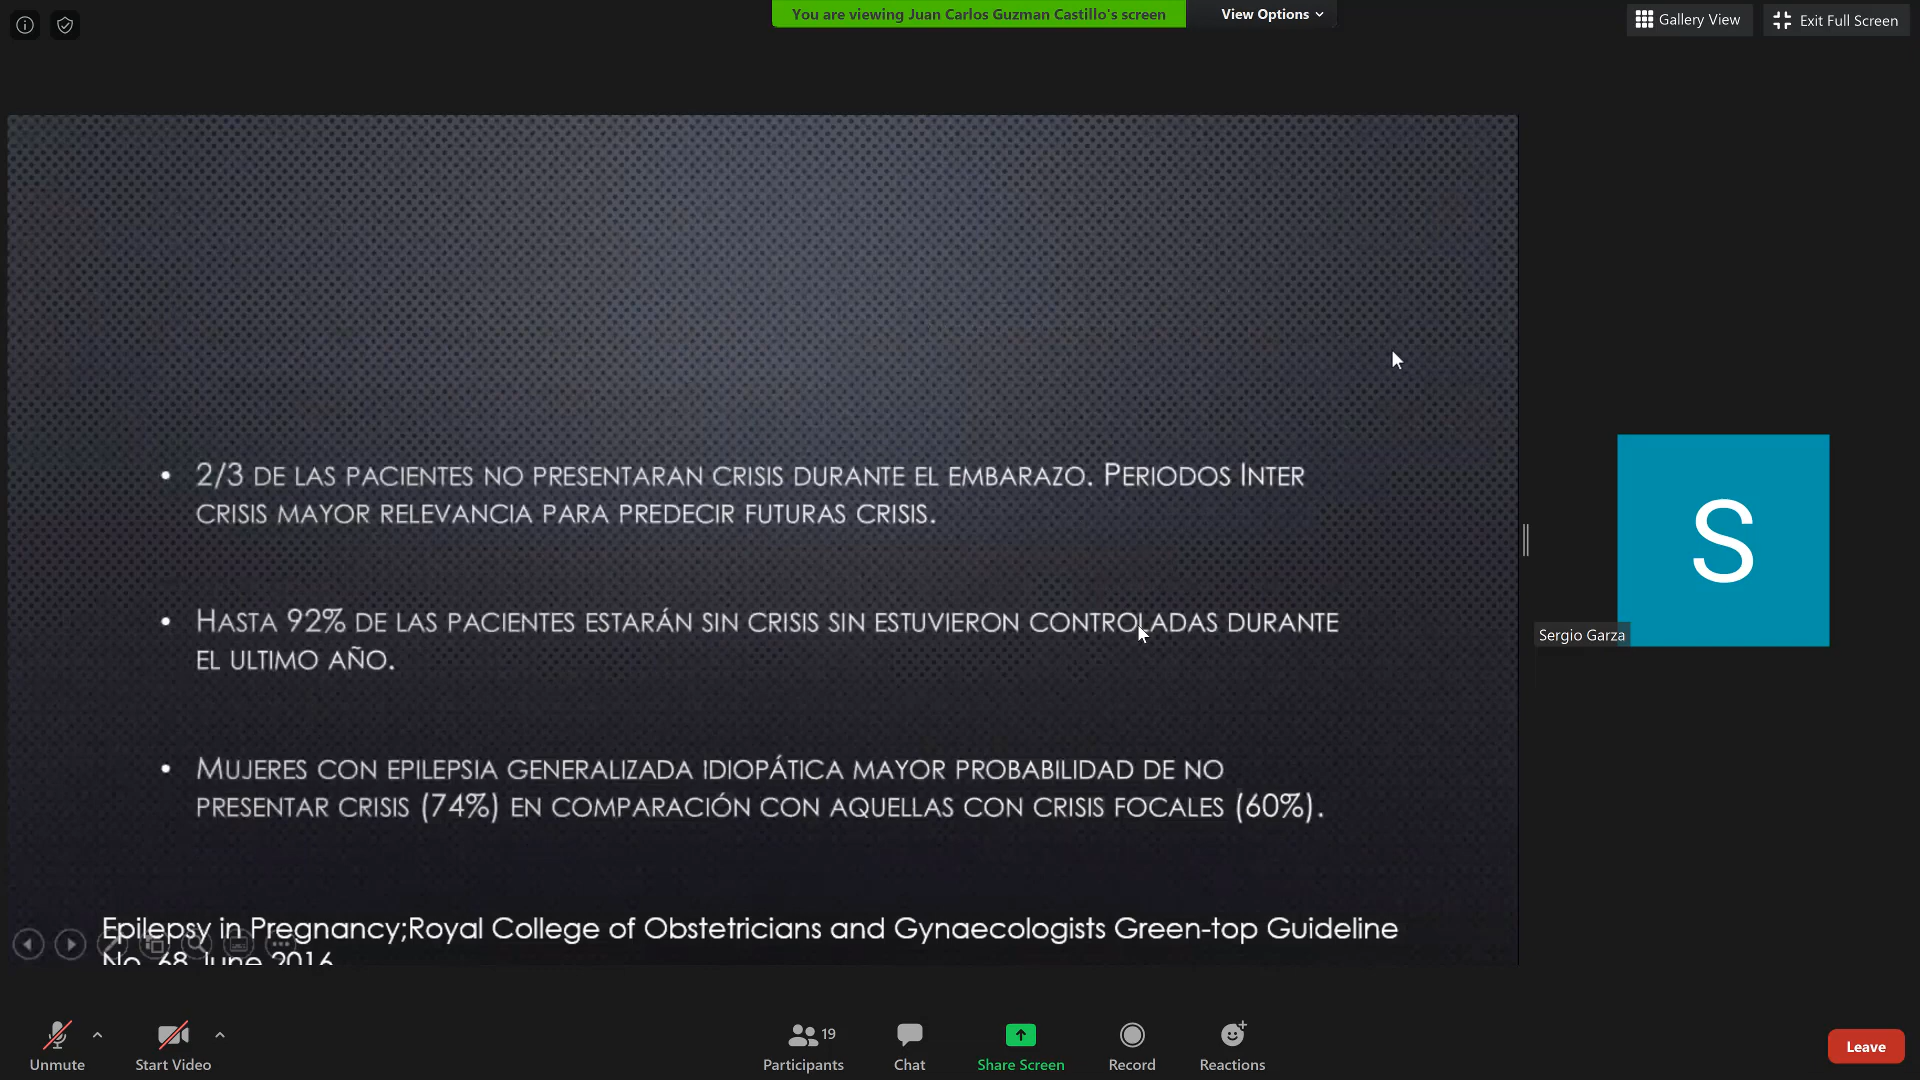 You are viewing Juan Carlos Guzman Castillo's screen
View Options
Gallery View
Exit Full Screen
• 2/3 DE LAS PACIENTES NO PRESENTARAN CRISIS DURANTE EL EMBARAZO. PERIODOS INTER
CRISIS MAYOR RELEVANCIA PARA PREDECIR FUTURAS CRISIS.
• HASTA 92% DE LAS PACIENTES ESTARÁN SIN CRISIS SIN ESTUVIERON CONTROLADAS DURANTE
EL ULTIMO AÑO.
• MUJERES CON EPILEPSIA GENERALIZADA IDIOPÁTICA MAYOR PROBABILIDAD DE NO
PRESENTAR CRISIS (74%) EN COMPARACIÓN CON AQUELLAS CON CRISIS FOCALES (60%).
Epilepsy in Pregnancy;Royal College of Obstetricians and Gynaecologists Green-top Guideline
No. 68 June 2016
S
Sergio Garza
Unmute
Start Video
19
Participants
Chat
Share Screen
Record
Reactions
Leave